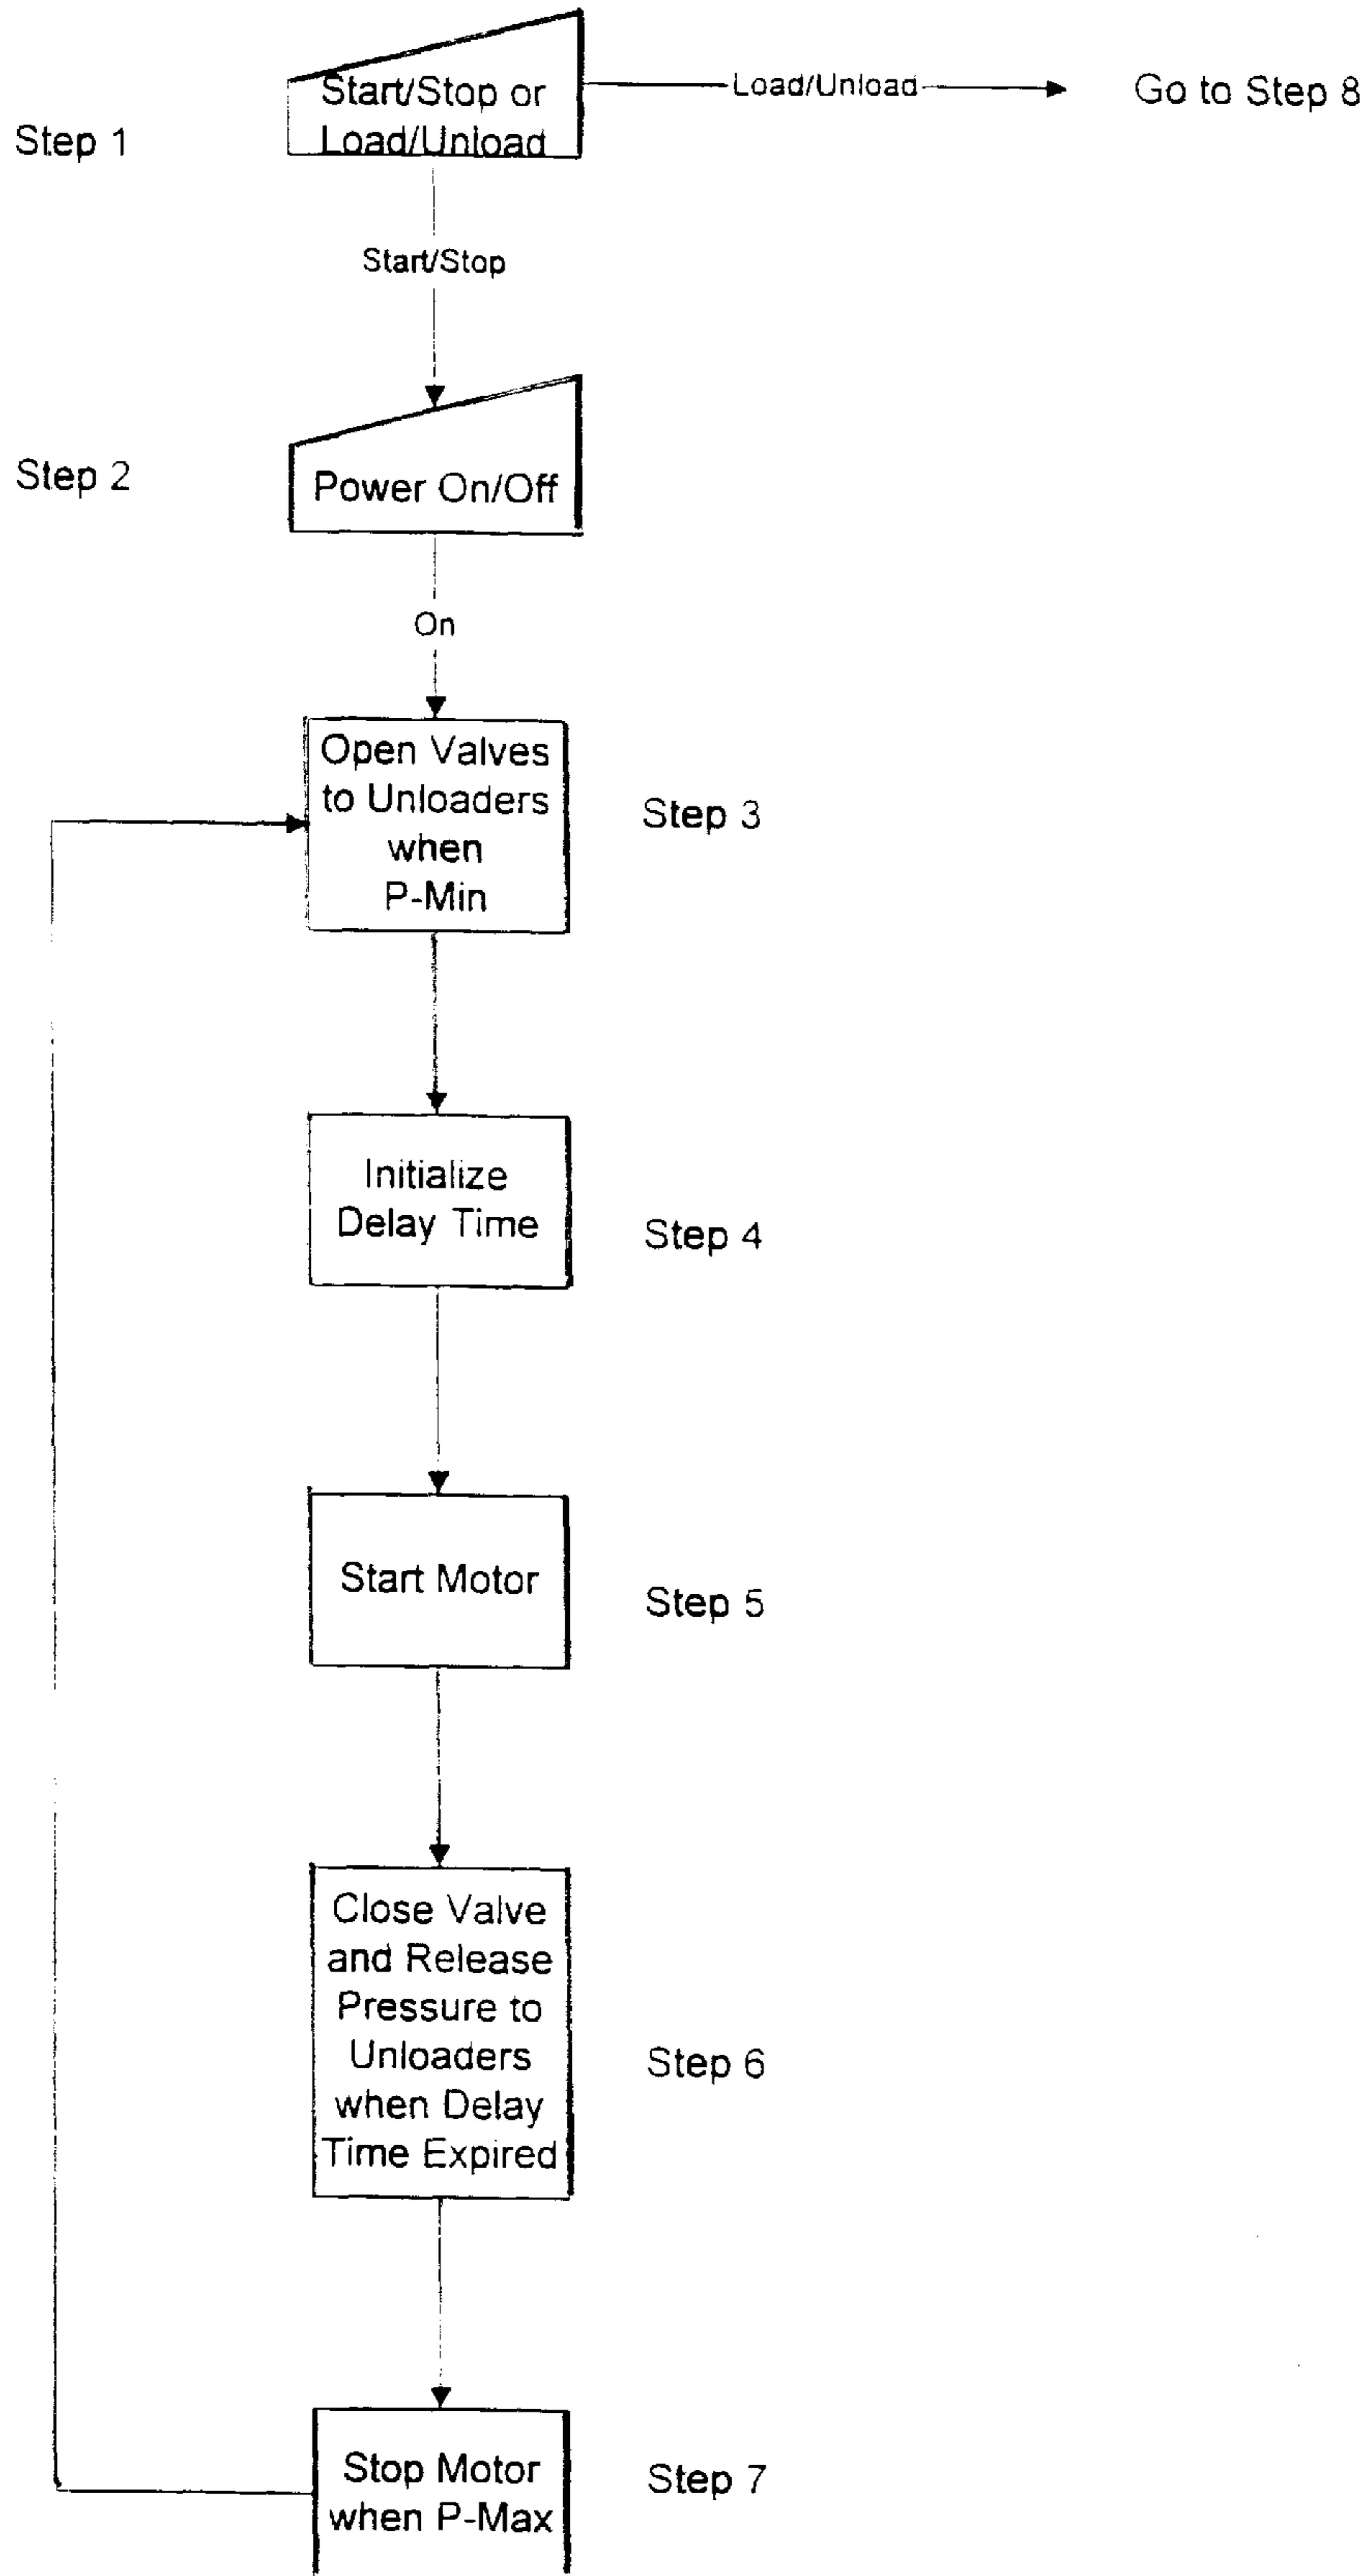 Start/Stop or
Load/Unload
Load/Unload
Go to Step 8
Step 1
Start/Stop
Step 2
Power On/Off
On
Open Valves
to Unloaders
when
P-Min
Step 3
Initialize
Delay Time
Step 4
Start Motor
Step 5
Close Valve
and Release
Pressure to
Unloaders
when Delay
Time Expired
Step 6
Stop Motor
when P-Max
Step 7